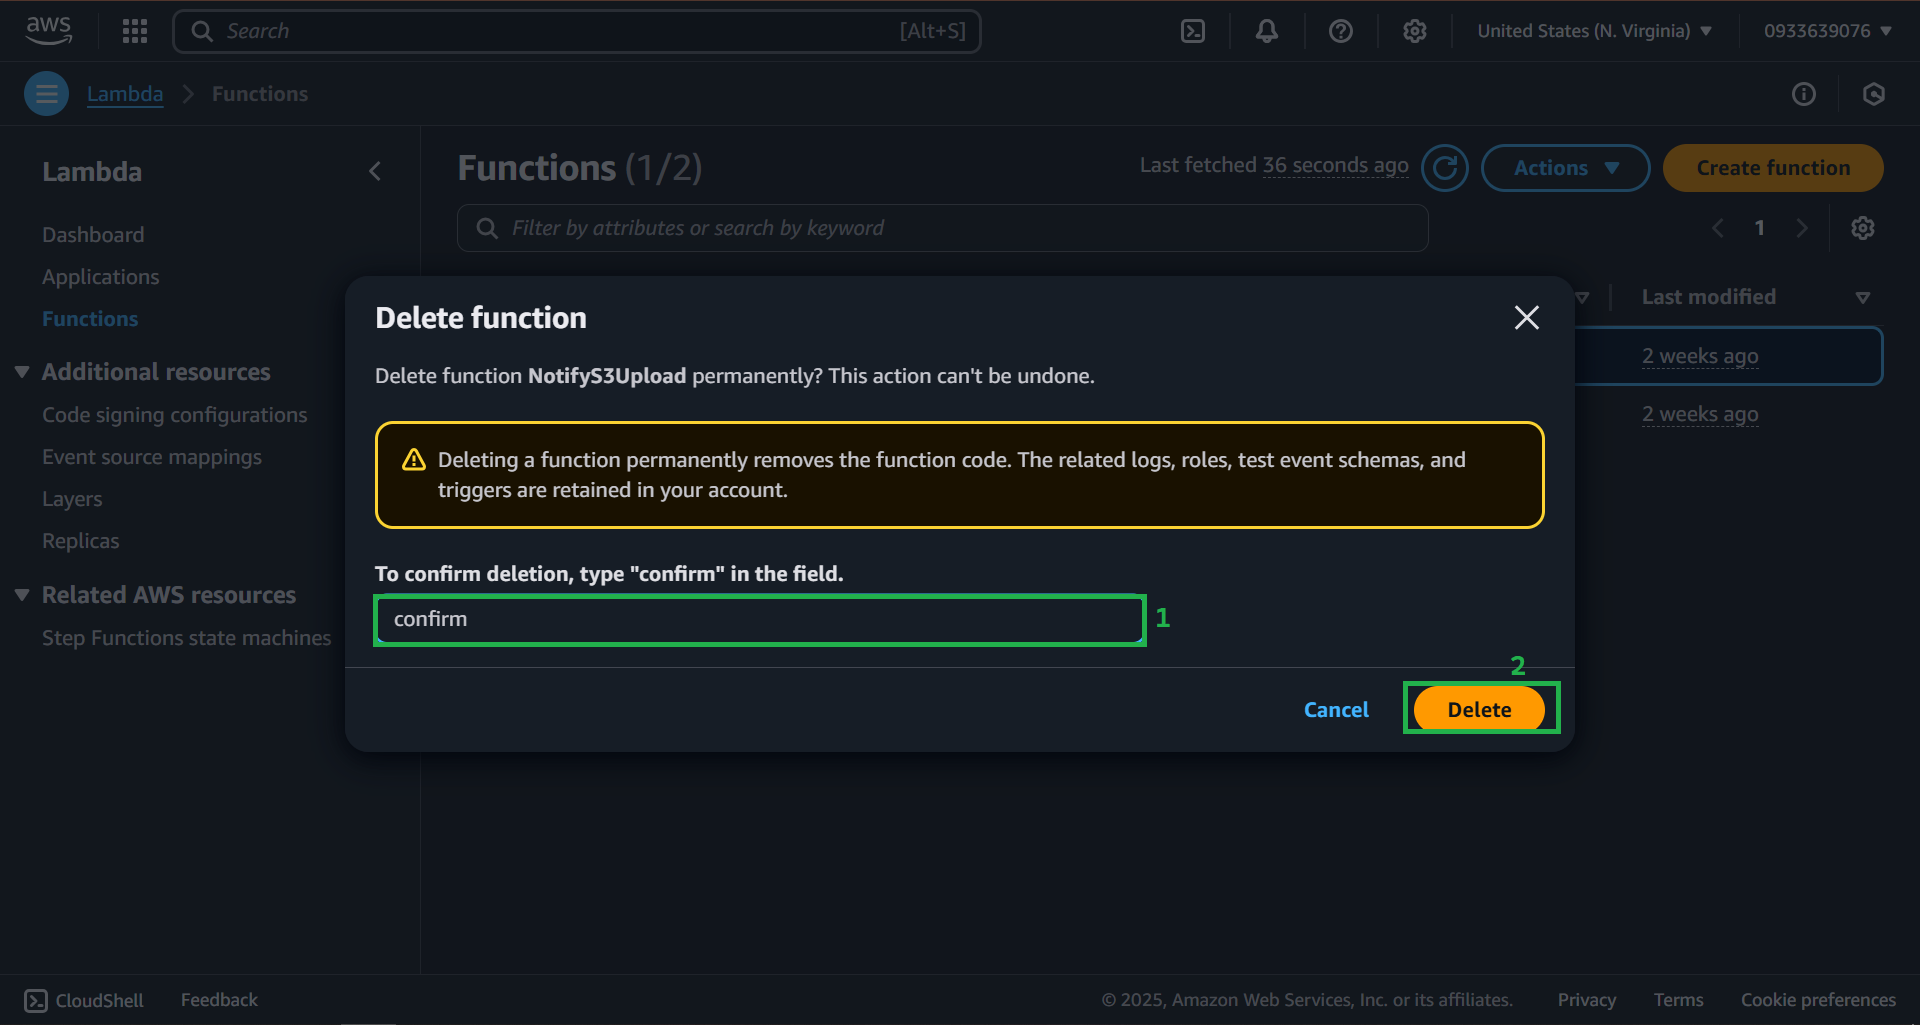 aws
Search [Alt+S]
United States (N. Virginia)
0933639076
Lambda
Functions
Lambda
Dashboard
Applications
Functions
Additional resources
Code signing configurations
Event source mappings
Layers
Replicas
Related AWS resources
Step Functions state machines
Functions (1/2)
Last fetched 36 seconds ago
Actions
Create function
Filter by attributes or search by keyword
1
Last modified
2 weeks ago
2 weeks ago
Delete function
Delete function NotifyS3Upload permanently? This action can't be undone.
Deleting a function permanently removes the function code. The related logs, roles, test event schemas, and
triggers are retained in your account.
To confirm deletion, type "confirm" in the field.
confirm
1
2
Cancel
Delete
CloudShell
Feedback
© 2025, Amazon Web Services, Inc. or its affiliates.
Privacy
Terms
Cookie preferences